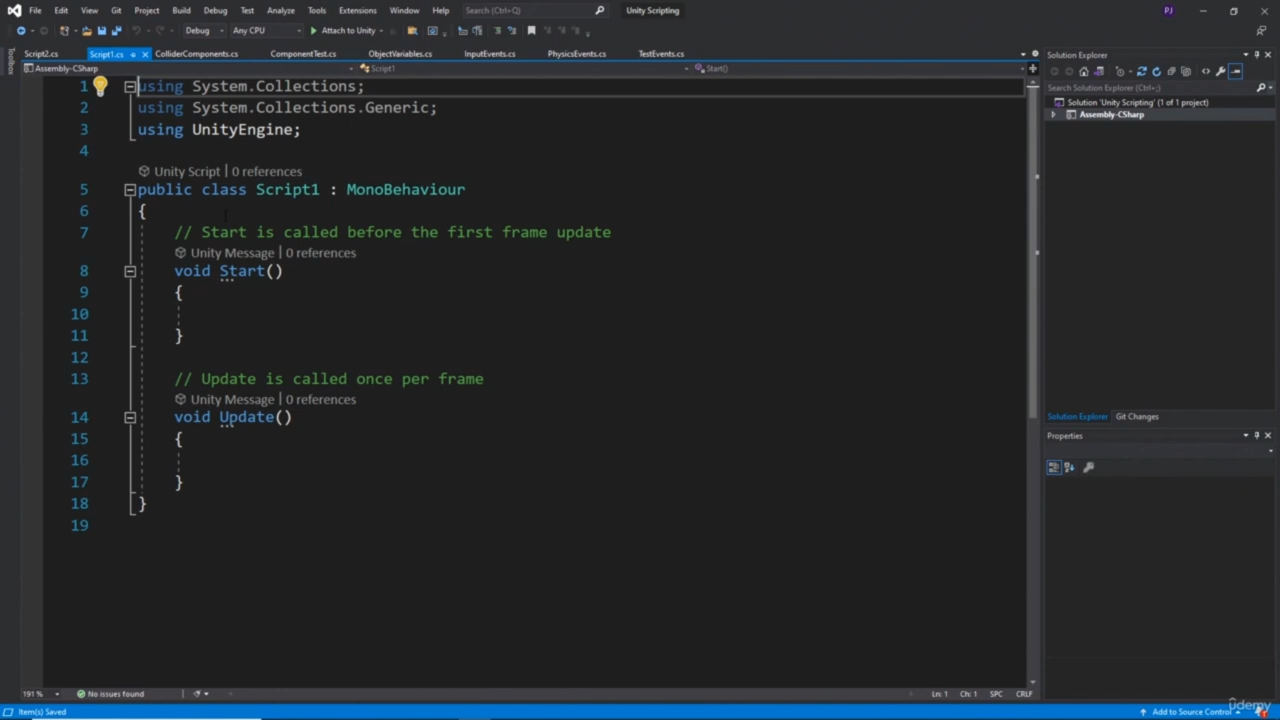 File Edit View Git Project Build Debug Test Analyze Tools Extensions Window Help Search (Ctrl+Q) Unity Scripting PJ
Debug Any CPU Attach to Unity
Toolbox
Script2.cs Script1.cs ColliderComponents.cs ComponentTest.cs ObjectVariables.cs InputEvents.cs PhysicsEvents.cs TestEvents.cs
Assembly-CSharp Script1 Start()
1 using System.Collections;
2 using System.Collections.Generic;
3 using UnityEngine;
4
Unity Script | 0 references
5 public class Script1 : MonoBehaviour
6 {
7 // Start is called before the first frame update
Unity Message | 0 references
8 void Start()
9 {
10
11 }
12
13 // Update is called once per frame
Unity Message | 0 references
14 void Update()
15 {
16
17 }
18 }
19
191 % No issues found Ln: 1 Ch: 1 SPC CRLF
Solution Explorer
Search Solution Explorer (Ctrl+;)
Solution 'Unity Scripting' (1 of 1 project)
Assembly-CSharp
Solution Explorer Git Changes
Properties
Item(s) Saved Add to Source Control
udemy